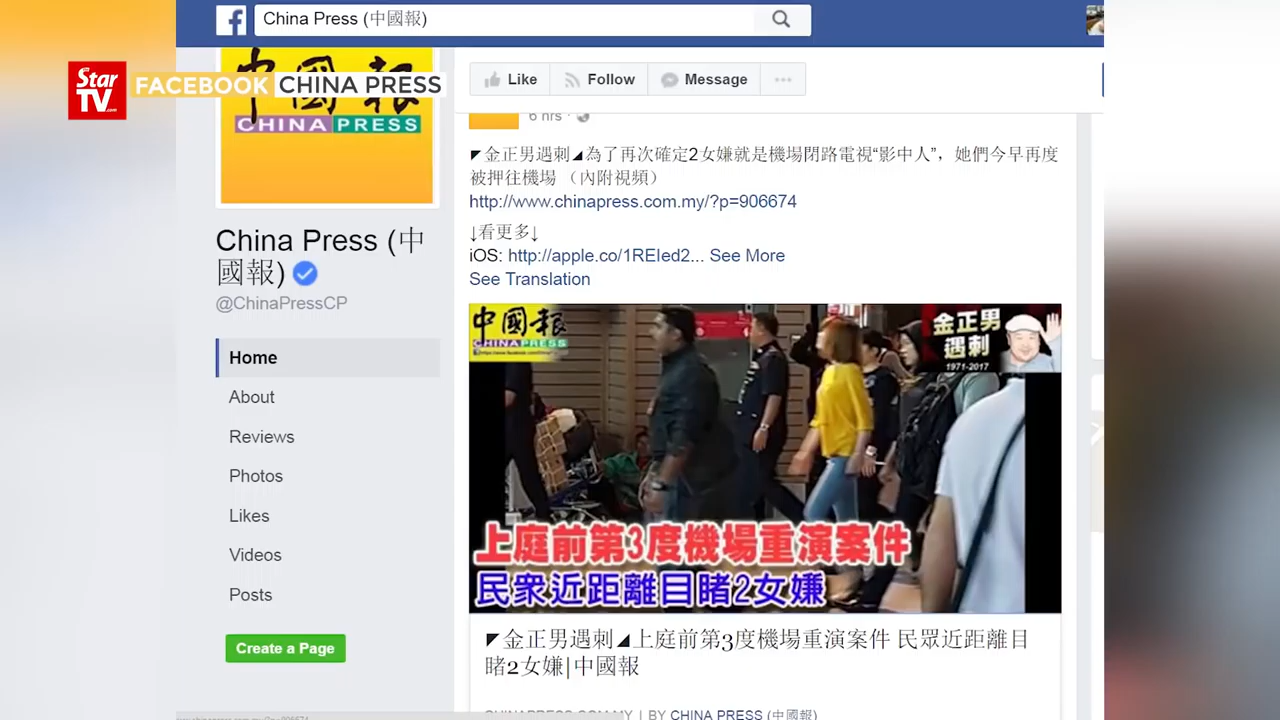 China Press (中國報)
Star
TV.com
FACEBOOK CHINA PRESS
中國報
CHINA PRESS
Like
Follow
Message
6 hrs
◤金正男遇刺◢為了再次確定2女嫌就是機場閉路電視“影中人”，她們今早再度
被押往機場 （內附視頻）
http://www.chinapress.com.my/?p=906674
↓看更多↓
iOS: http://apple.co/1REIed2... See More
See Translation
China Press (中
國報)
@ChinaPressCP
Home
About
Reviews
Photos
Likes
Videos
Posts
Create a Page
中國報
CHINA PRESS
金正男
遇刺
1971-2017
上庭前第3度機場重演案件
民衆近距離目睹2女嫌
◤金正男遇刺◢上庭前第3度機場重演案件 民眾近距離目
睹2女嫌|中國報
CHINAPRESS.COM.MY | BY CHINA PRESS (中國報)